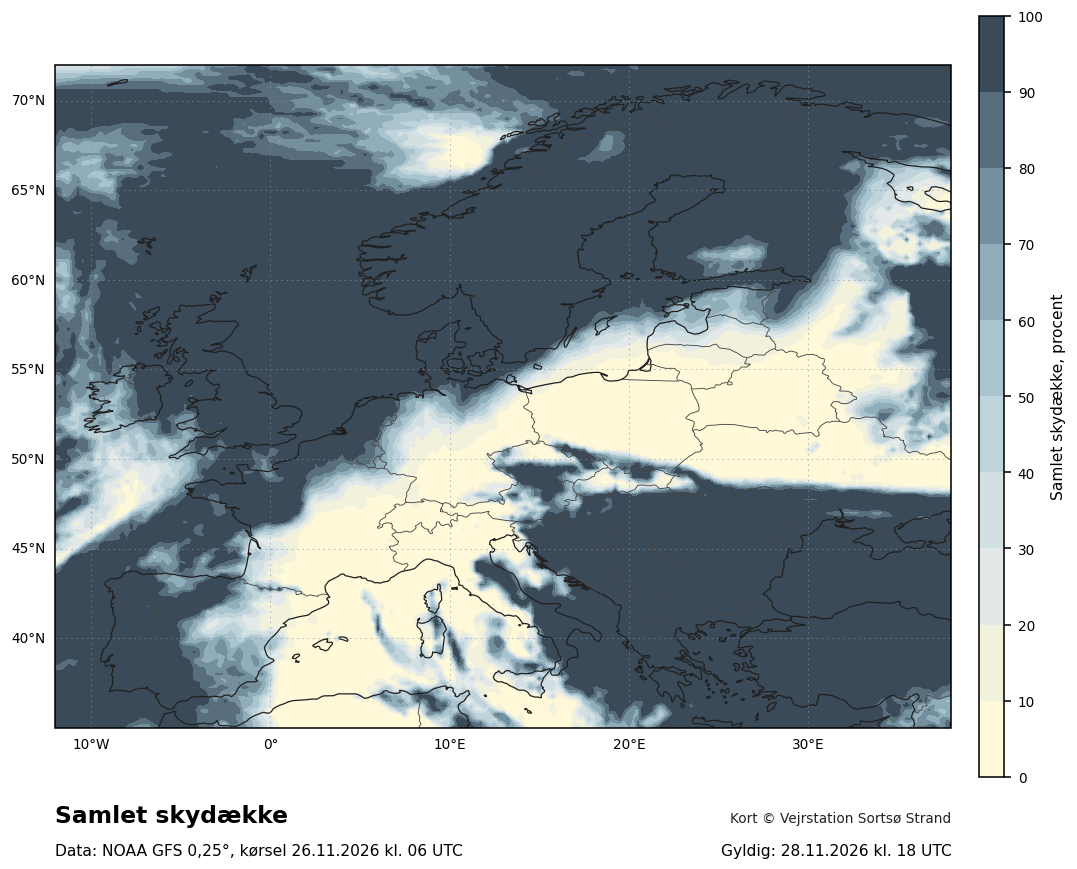 100
90
80
70
60
50
40
30
20
10
0
Samlet skydække, procent
70°N
65°N
60°N
55°N
50°N
45°N
40°N
10°W
0°
10°E
20°E
30°E
Samlet skydække
Kort © Vejrstation Sortsø Strand
Data: NOAA GFS 0,25°, kørsel 26.11.2026 kl. 06 UTC
Gyldig: 28.11.2026 kl. 18 UTC